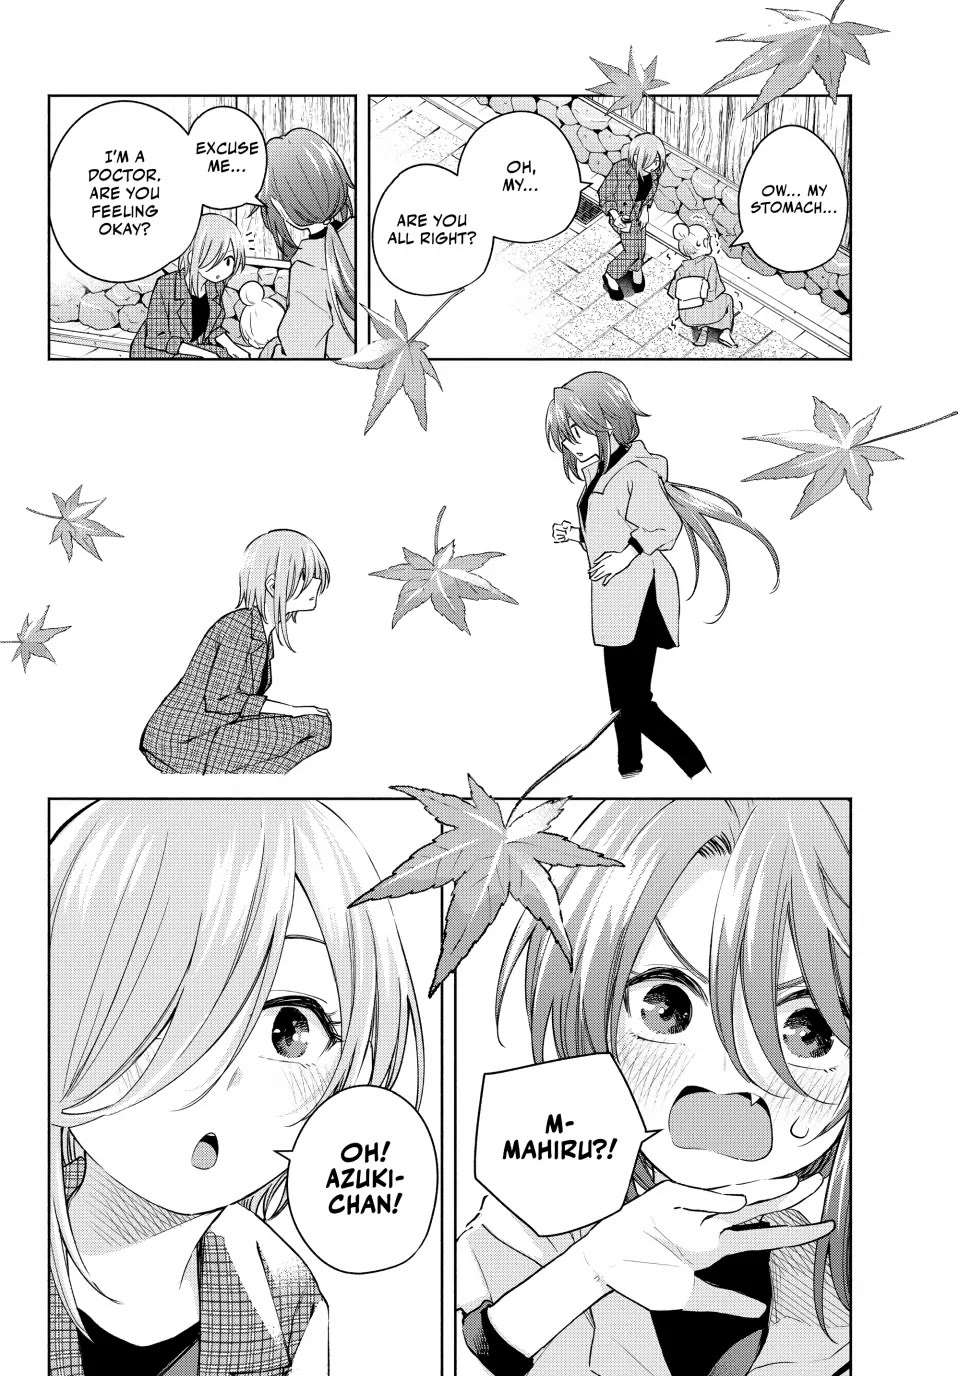 OW... MY
STOMACH...
OH,
MY...
ARE YOU
ALL RIGHT?
EXCUSE
ME...
I'M A
DOCTOR.
ARE YOU
FEELING
OKAY?
M-
MAHIRU?!
OH!
AZUKI-
CHAN!